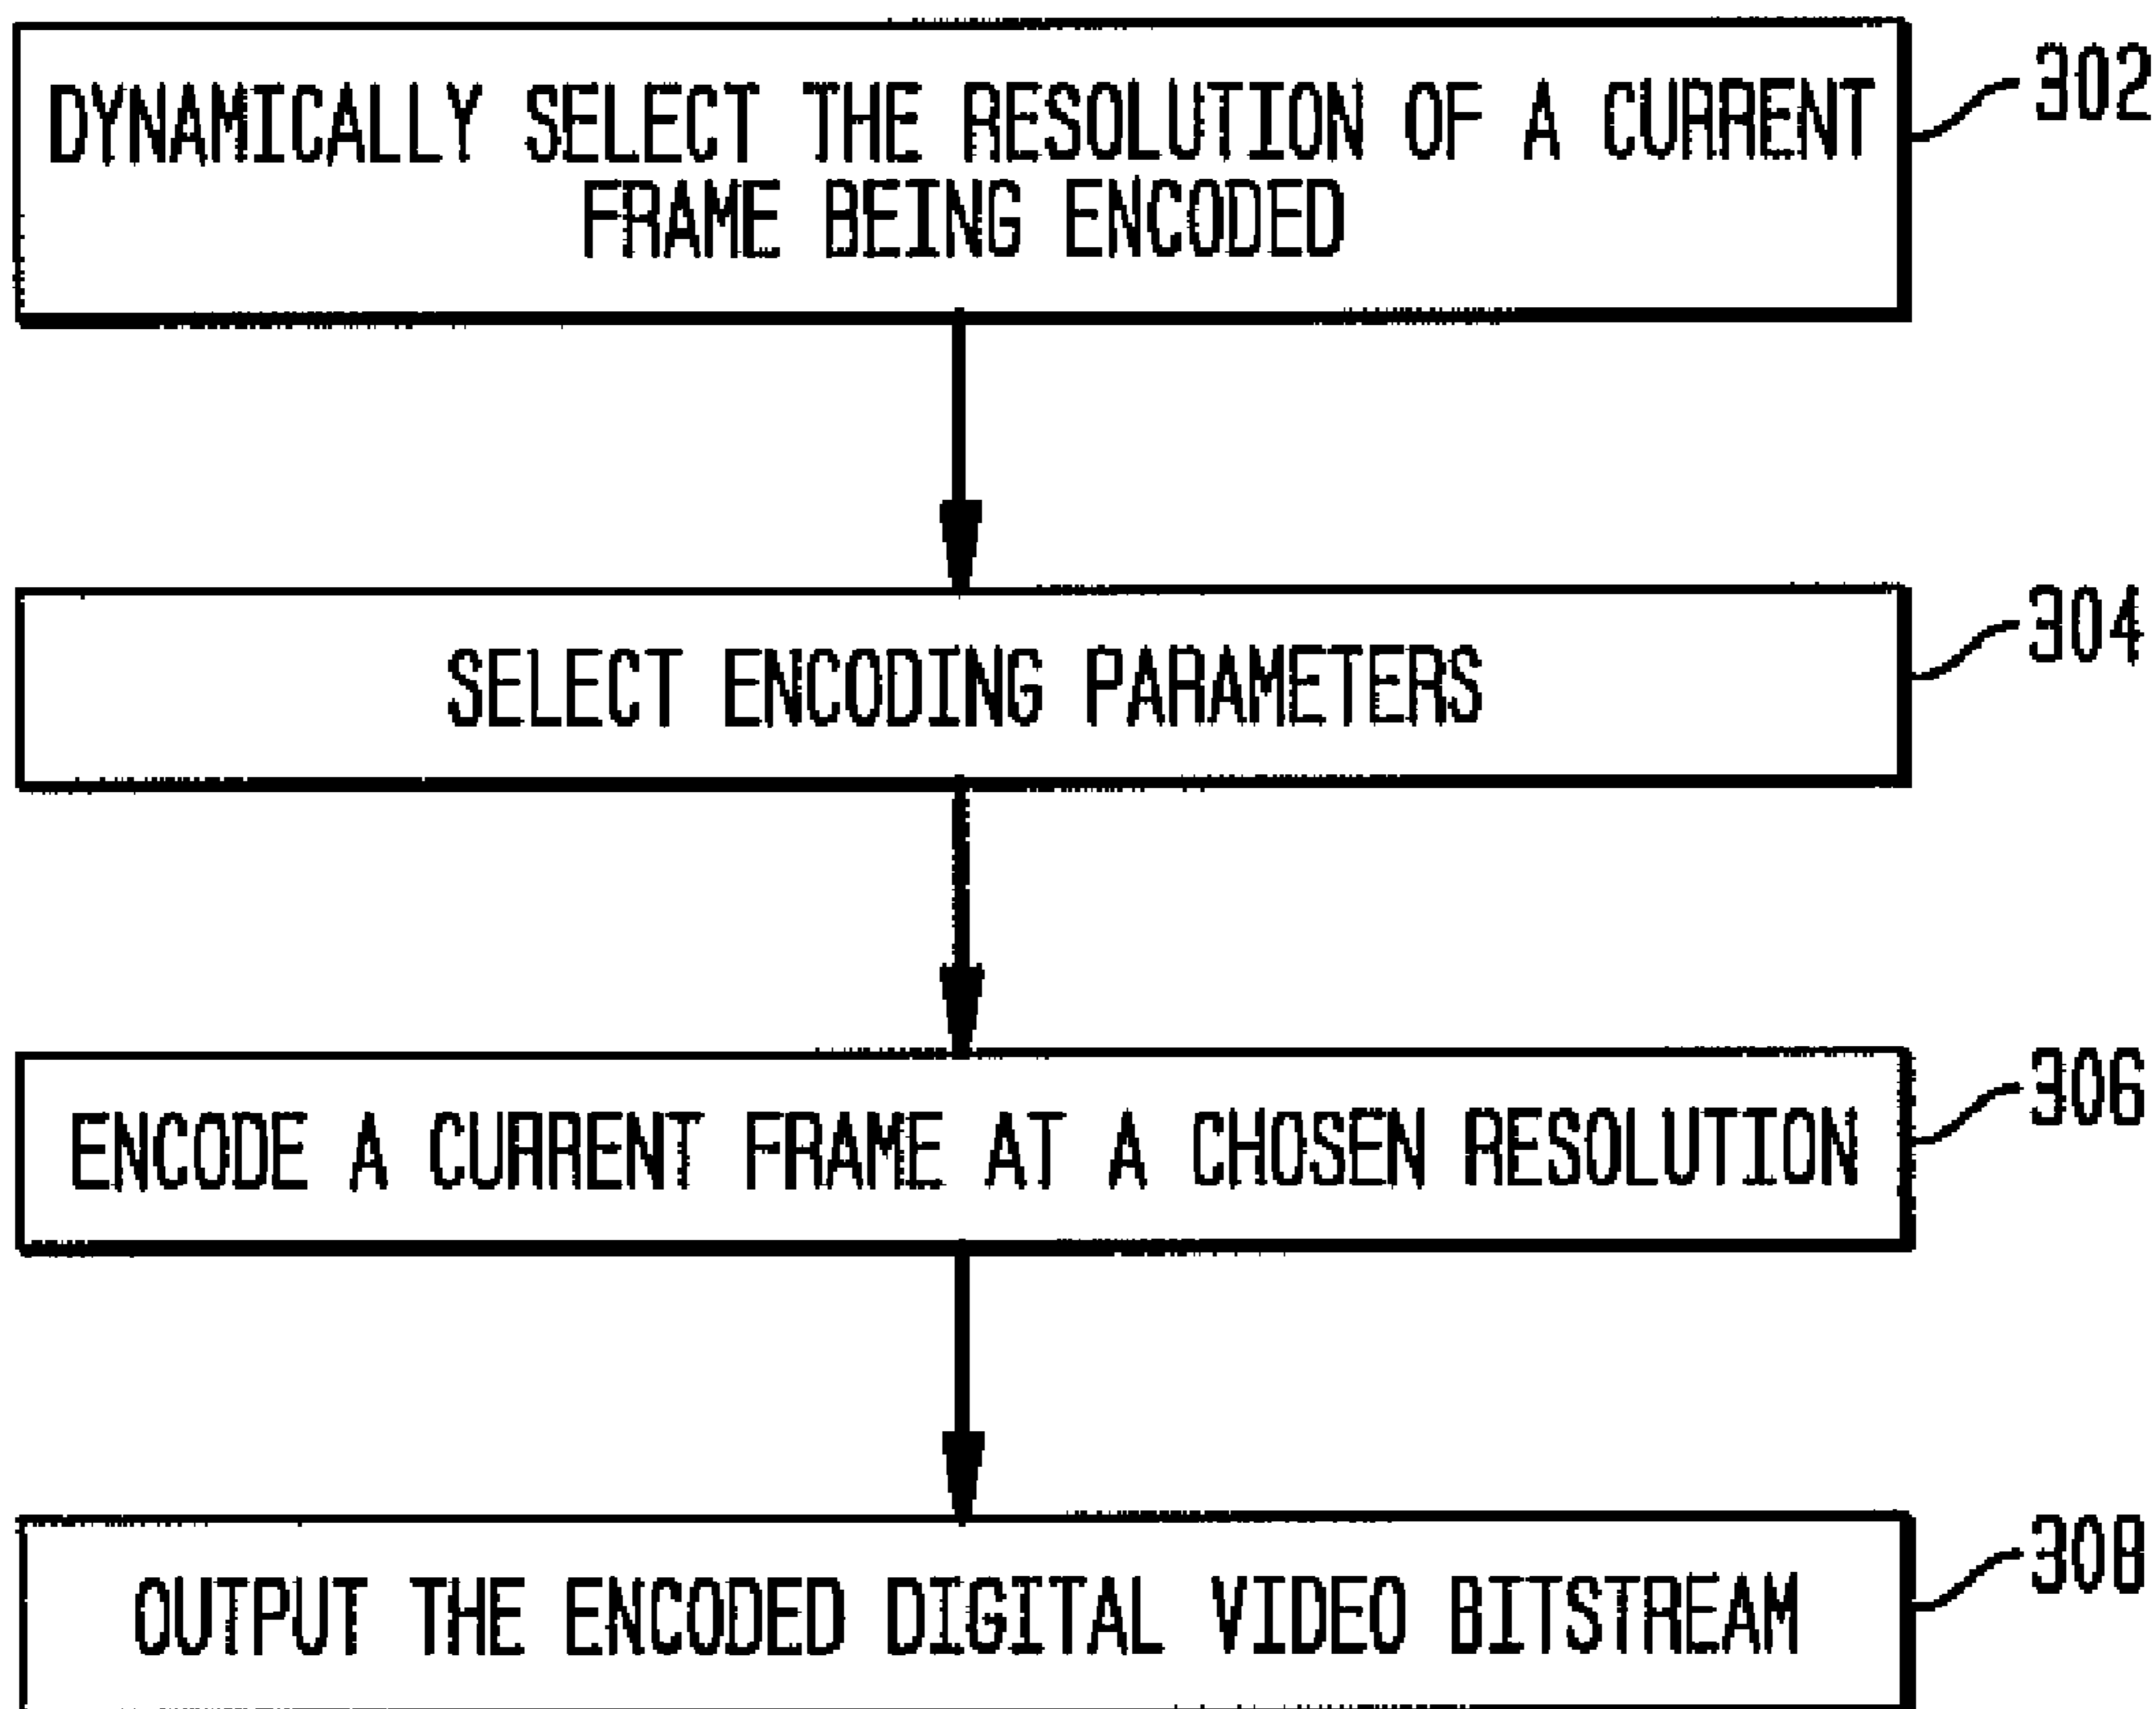 DYNAMICALLY SELECT THE RESOLUTION OF A CURRENT
FRAME BEING ENCODED
302
SELECT ENCODING PARAMETERS
304
ENCODE A CURRENT FRAME AT A CHOSEN RESOLUTION
306
OUTPUT THE ENCODED DIGITAL VIDEO BITSTREAM
308